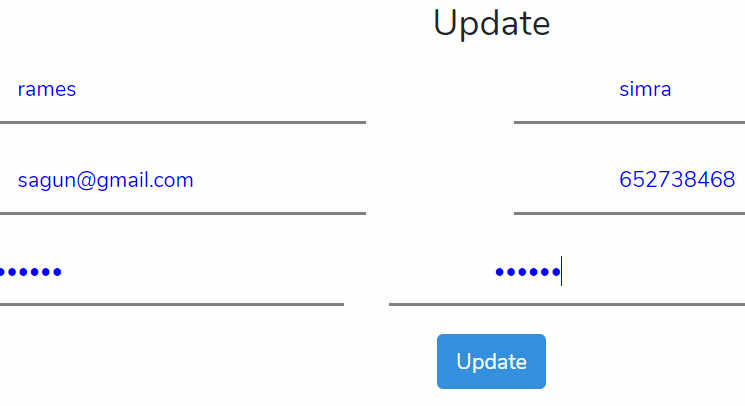 Update
rames simra
sagun@gmail.com 652738468
•••••• ••••••
Update